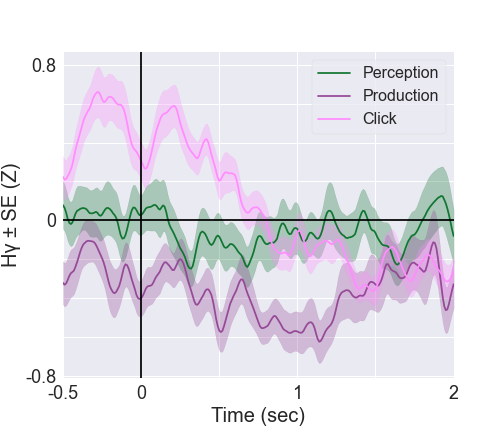 0.8
Perception
Production
Click
Hγ ± SE (Z)
0
-0.8
-0.5
0
1
2
Time (sec)